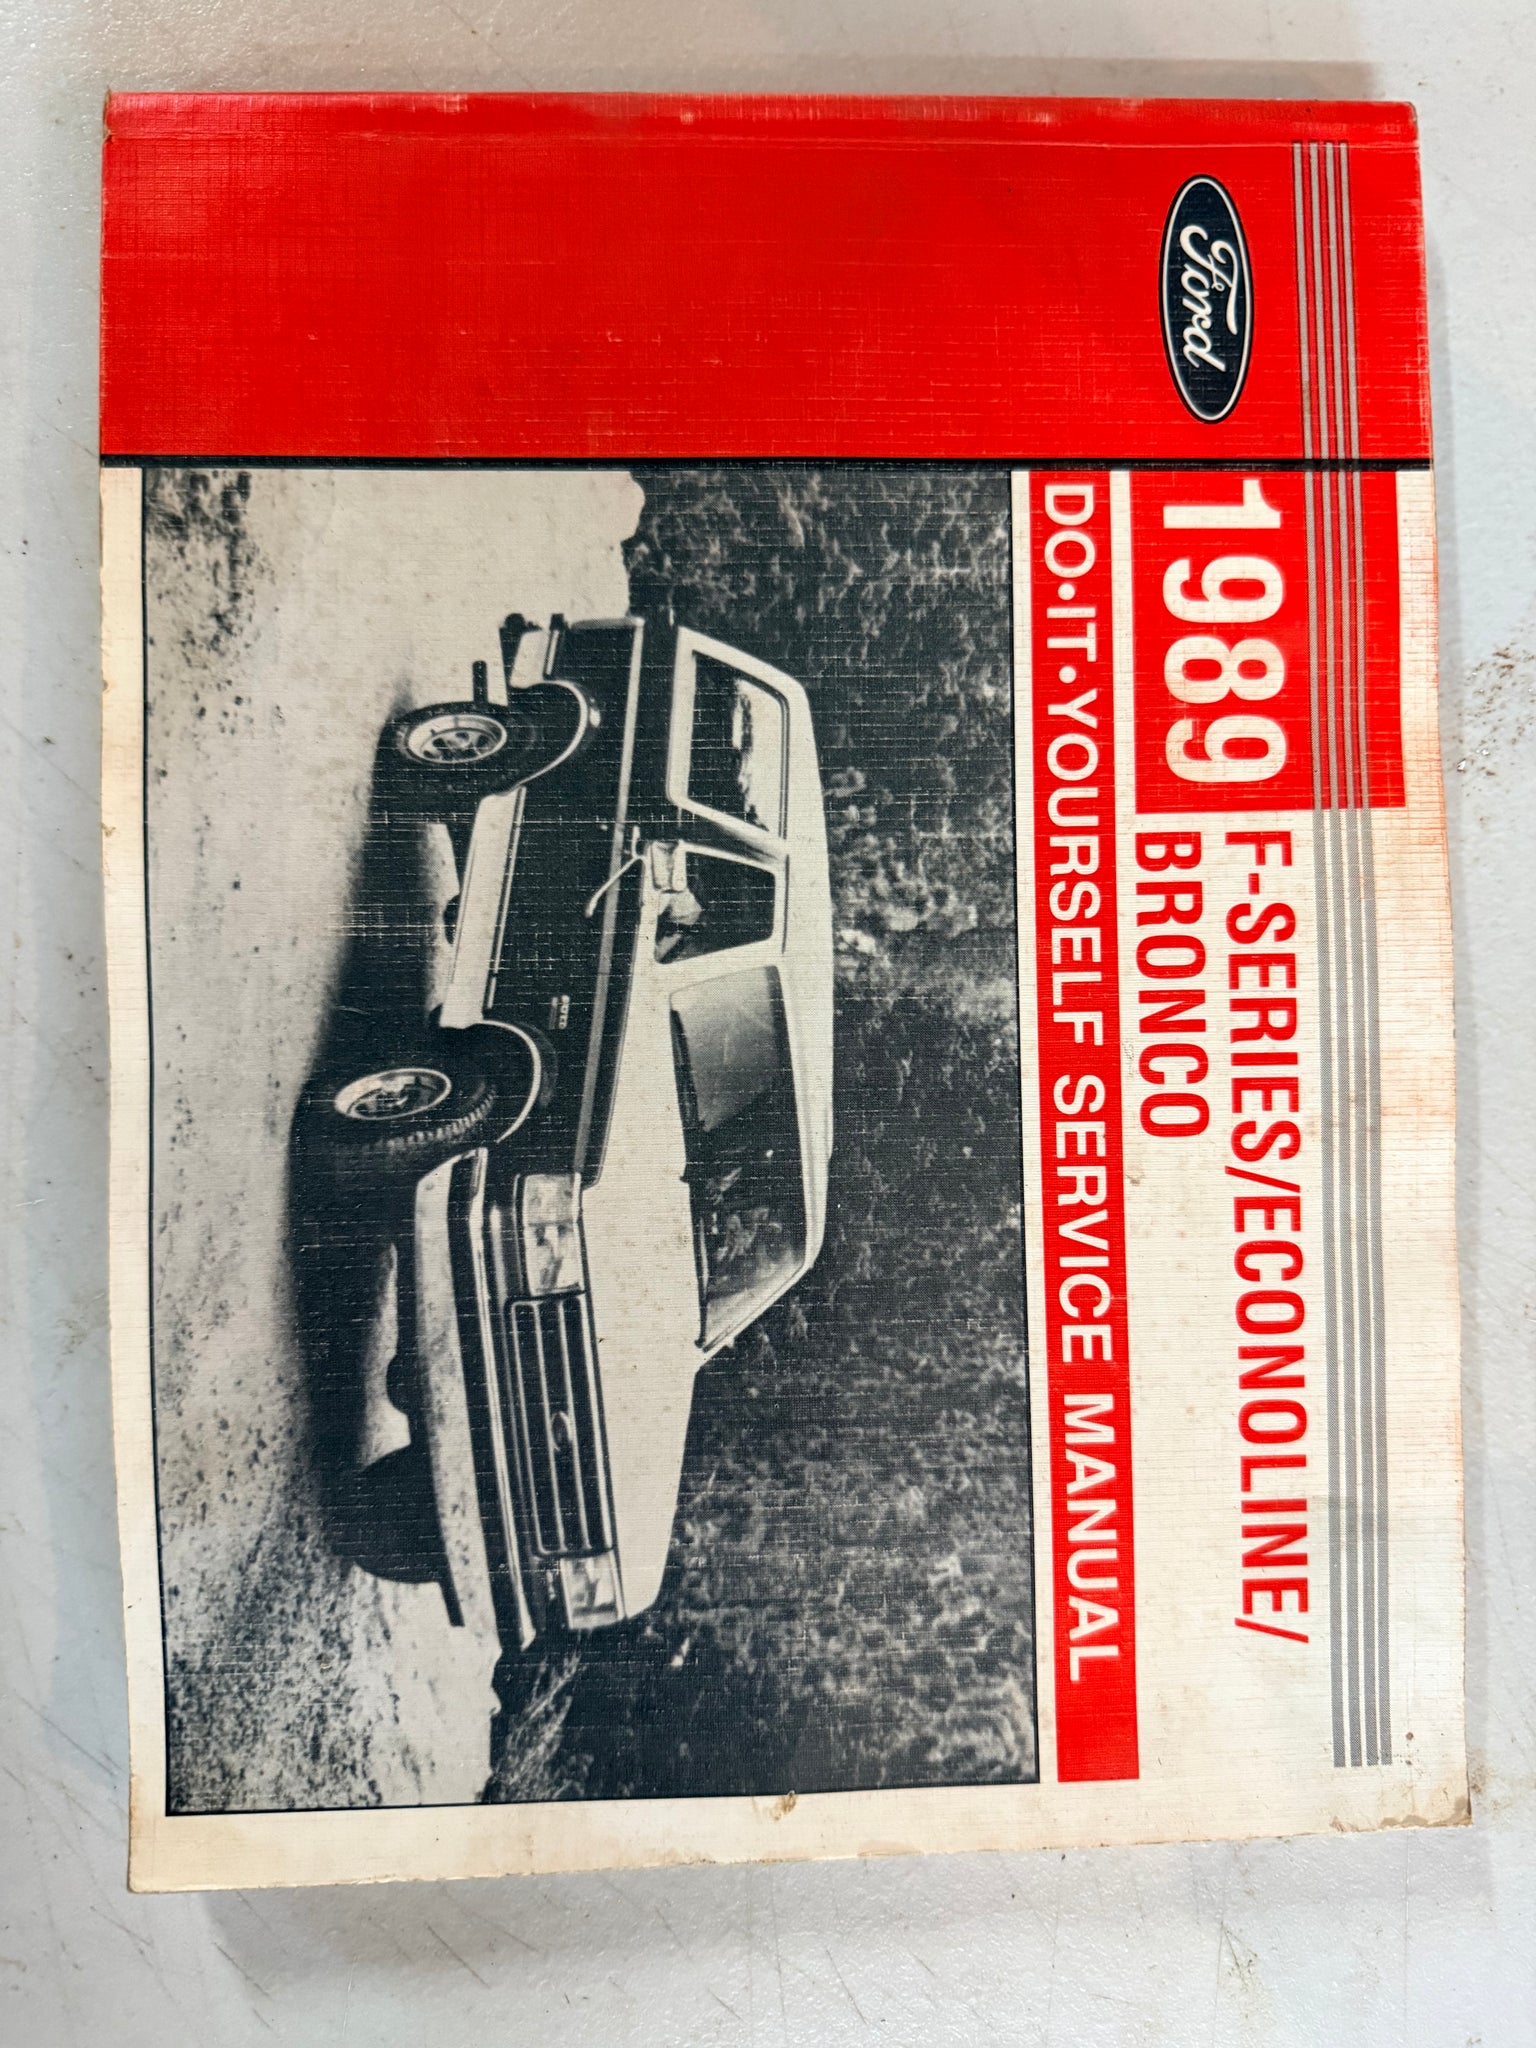 Ford
1989 F-SERIES/ECONOLINE/
BRONCO
DO•IT•YOURSELF SERVICE MANUAL